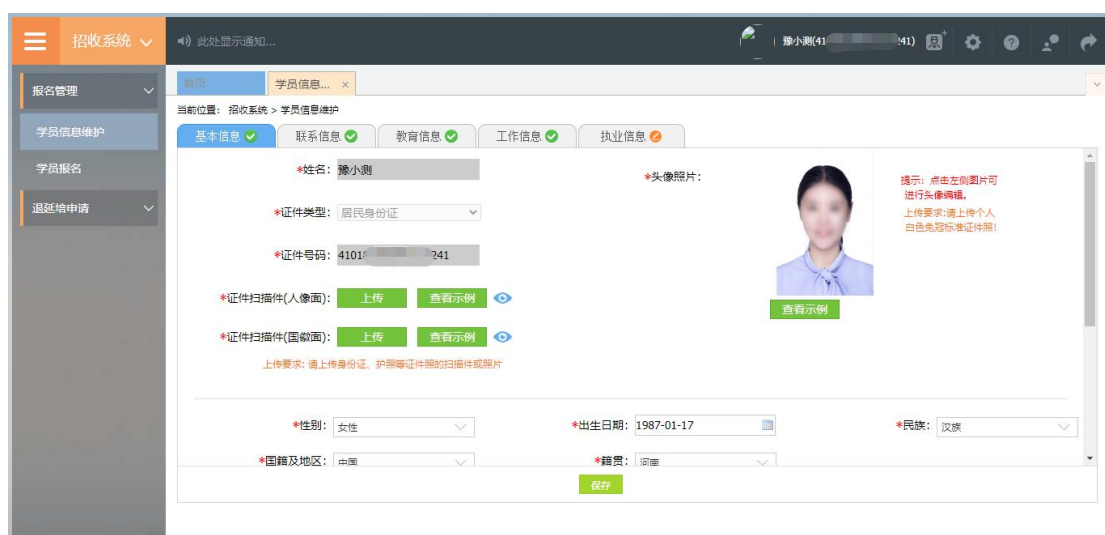 招收系统
此处显示通知...
豫小测(41 241)
报名管理
学员信息维护
学员报名
退延培申请
首页
学员信息... ×
当前位置: 招收系统 > 学员信息维护
基本信息
联系信息
教育信息
工作信息
执业信息
*姓名: 豫小测
*头像照片:
提示: 点击左侧图片可
进行头像编辑。
上传要求:请上传个人
白色免冠标准证件照!
*证件类型: 居民身份证
*证件号码: 4101 241
*证件扫描件(人像面): 上传 查看示例
查看示例
*证件扫描件(国徽面): 上传 查看示例
上传要求: 请上传身份证、护照等证件照的扫描件或照片
*性别: 女性
*出生日期: 1987-01-17
*民族: 汉族
*国籍及地区: 中国
*籍贯: 河南
保存